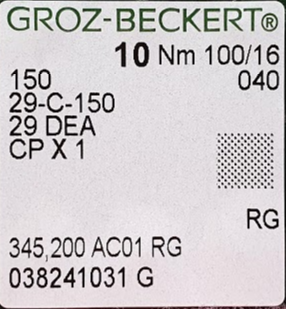 GROZ-BECKERT®
10 Nm 100/16
150 040
29-C-150
29 DEA
CP X 1
RG
345,200 AC01 RG
038241031 G